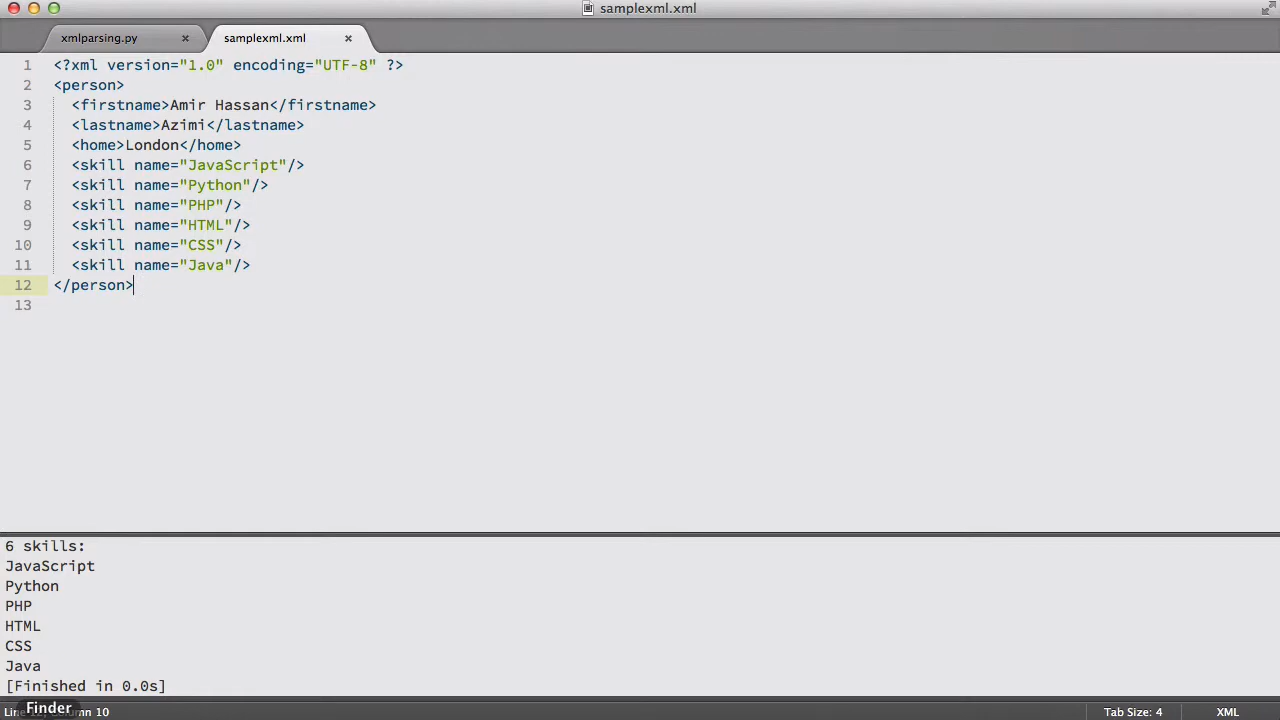 samplexml.xml
xmlparsing.py × samplexml.xml ×
1 <?xml version="1.0" encoding="UTF-8" ?>
2 <person>
3 <firstname>Amir Hassan</firstname>
4 <lastname>Azimi</lastname>
5 <home>London</home>
6 <skill name="JavaScript"/>
7 <skill name="Python"/>
8 <skill name="PHP"/>
9 <skill name="HTML"/>
10 <skill name="CSS"/>
11 <skill name="Java"/>
12 </person>
13
6 skills:
JavaScript
Python
PHP
HTML
CSS
Java
[Finished in 0.0s]
Finder
Tab Size: 4 XML